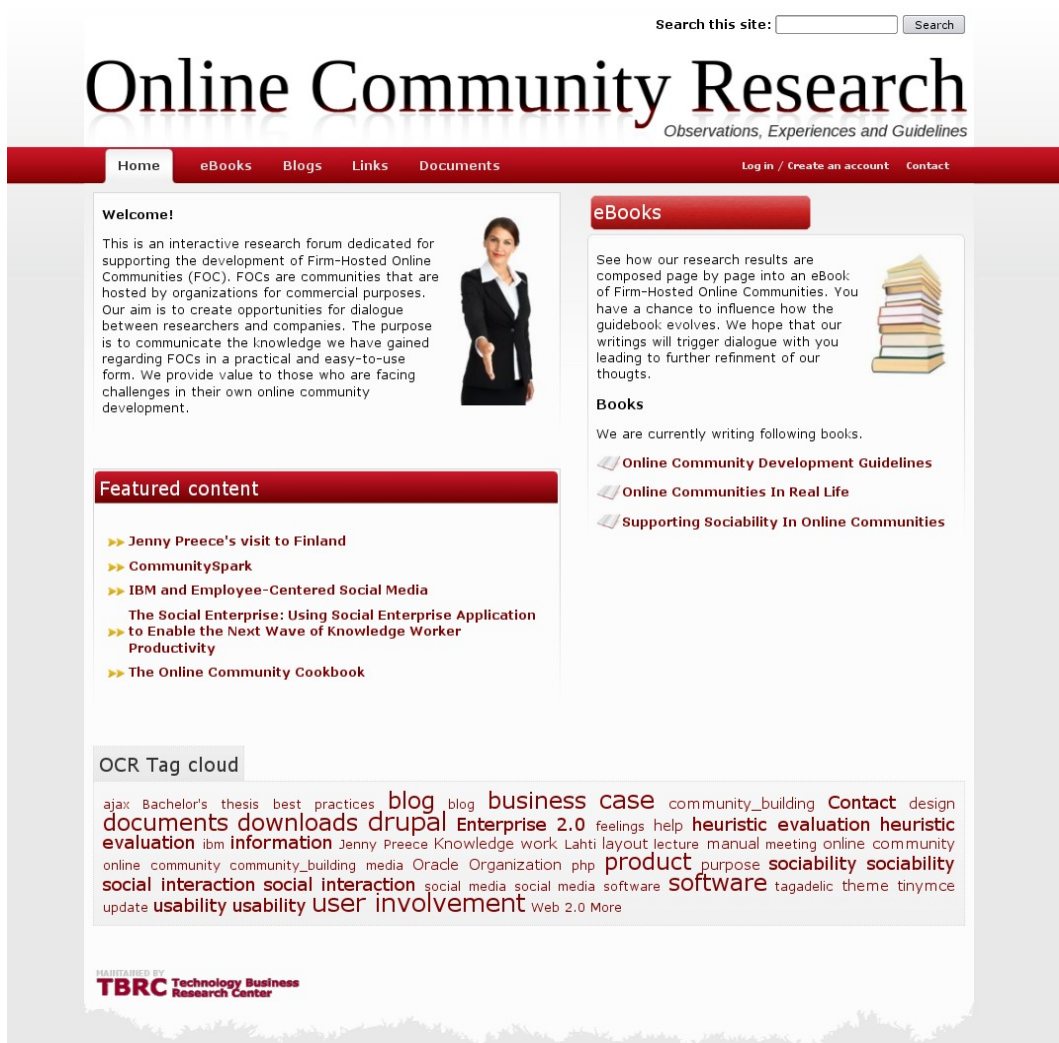 Search this site: Search
Online Community Research
Observations, Experiences and Guidelines
Home eBooks Blogs Links Documents Log in / Create an account Contact
Welcome!
This is an interactive research forum dedicated for
supporting the development of Firm-Hosted Online
Communities (FOC). FOCs are communities that are
hosted by organizations for commercial purposes.
Our aim is to create opportunities for dialogue
between researchers and companies. The purpose
is to communicate the knowledge we have gained
regarding FOCs in a practical and easy-to-use
form. We provide value to those who are facing
challenges in their own online community
development.
Featured content
Jenny Preece's visit to Finland
CommunitySpark
IBM and Employee-Centered Social Media
The Social Enterprise: Using Social Enterprise Application
to Enable the Next Wave of Knowledge Worker
Productivity
The Online Community Cookbook
eBooks
See how our research results are
composed page by page into an eBook
of Firm-Hosted Online Communities. You
have a chance to influence how the
guidebook evolves. We hope that our
writings will trigger dialogue with you
leading to further refinment of our
thougts.
Books
We are currently writing following books.
Online Community Development Guidelines
Online Communities In Real Life
Supporting Sociability In Online Communities
OCR Tag cloud
ajax Bachelor's thesis best practices blog blog business case community_building Contact design
documents downloads drupal Enterprise 2.0 feelings help heuristic evaluation heuristic
evaluation ibm information Jenny Preece Knowledge work Lahti layout lecture manual meeting online community
online community community_building media Oracle Organization php product purpose sociability sociability
social interaction social interaction social media social media software software tagadelic theme tinymce
update usability usability user involvement Web 2.0 More
MAINTAINED BY
TBRC Technology Business
Research Center